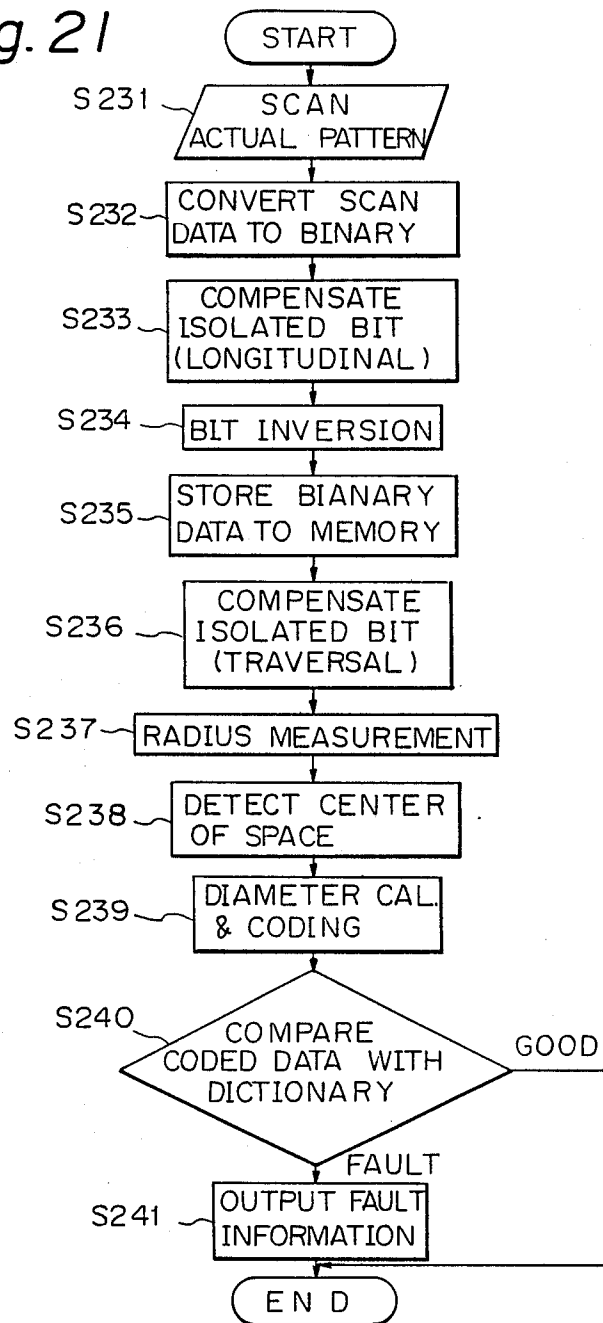 g. 21
START
S231
SCAN
ACTUAL PATTERN
S232
CONVERT SCAN
DATA TO BINARY
S233
COMPENSATE
ISOLATED BIT
(LONGITUDINAL)
S234
BIT INVERSION
S235
STORE BIANARY
DATA TO MEMORY
S236
COMPENSATE
ISOLATED BIT
(TRAVERSAL)
S237
RADIUS MEASUREMENT
S238
DETECT CENTER
OF SPACE
S239
DIAMETER CAL.
& CODING
S240
COMPARE
CODED DATA WITH
DICTIONARY
GOOD
FAULT
S241
OUTPUT FAULT
INFORMATION
END